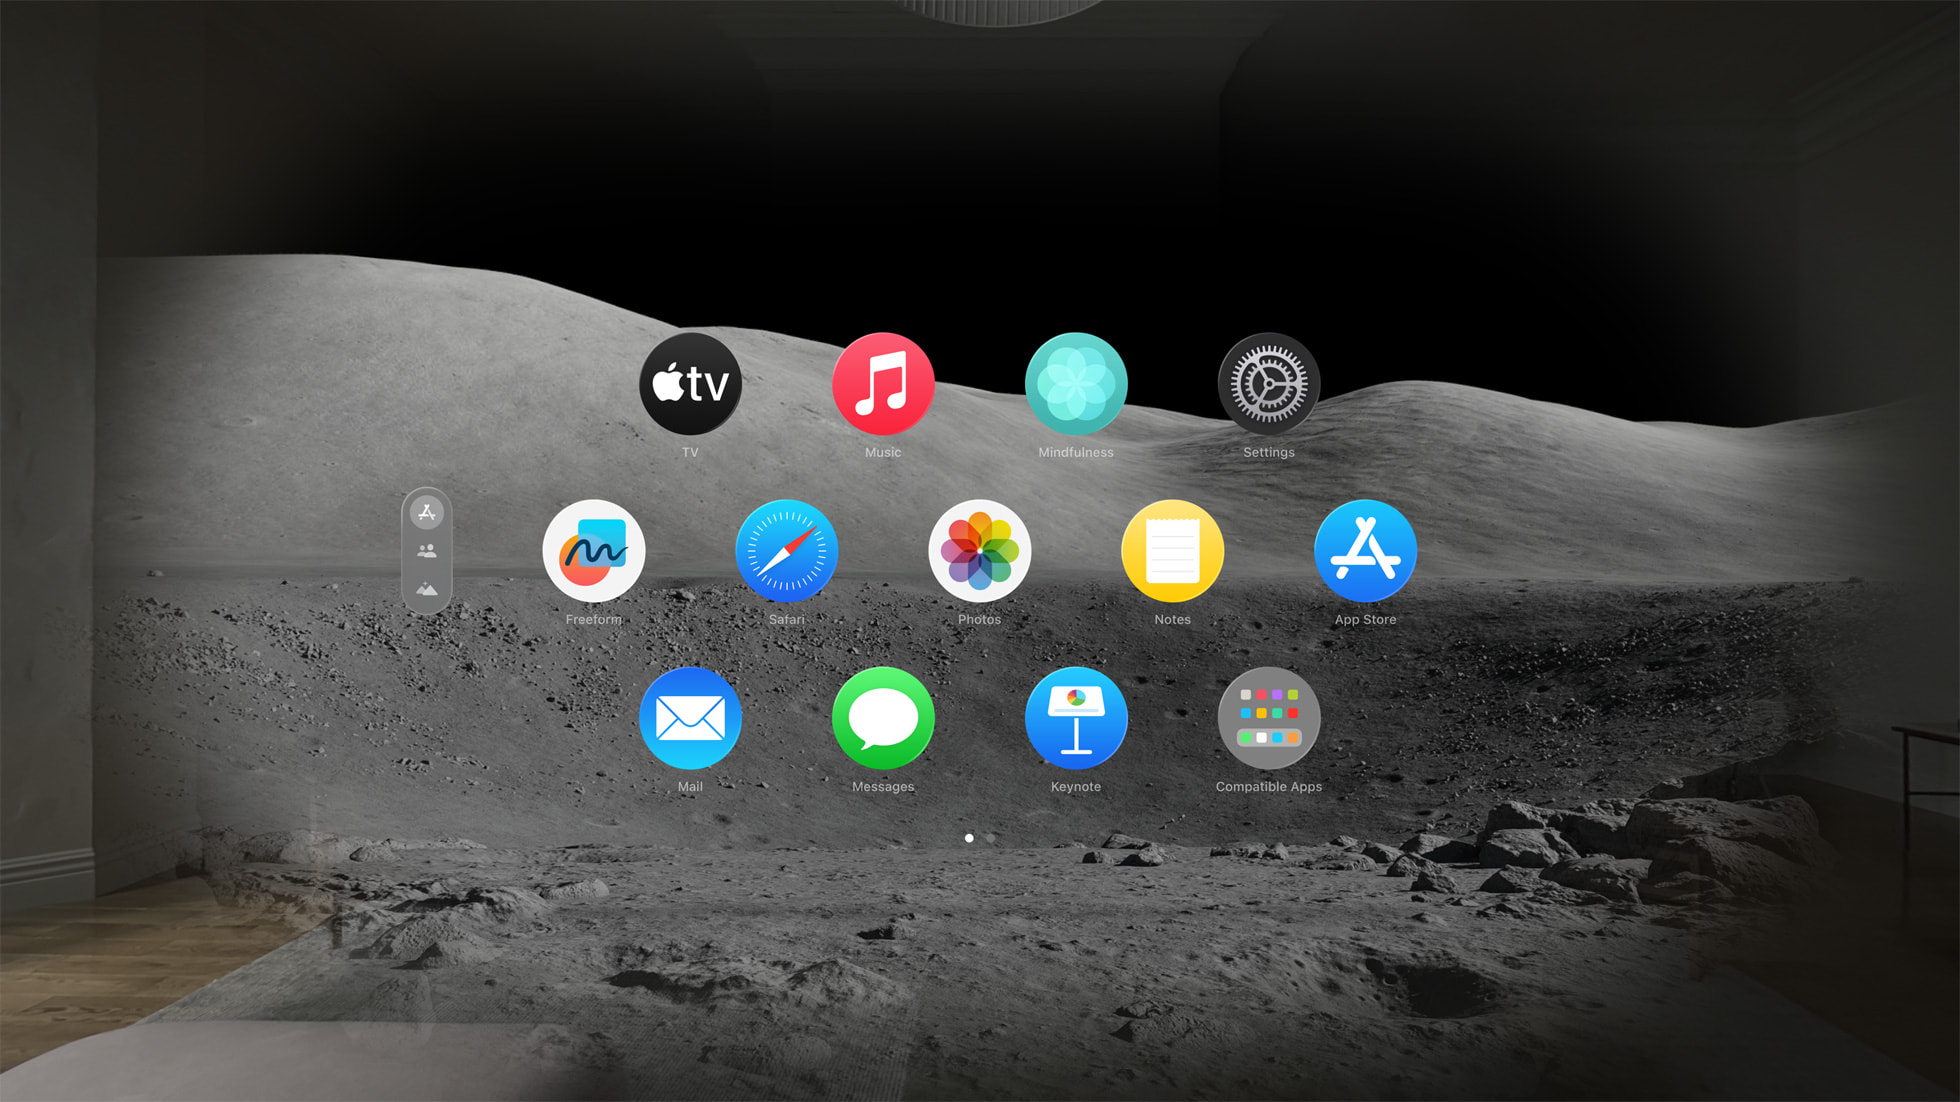 tv
TV
Music
Mindfulness
Settings
Freeform
Safari
Photos
Notes
App Store
Mail
Messages
Keynote
Compatible Apps